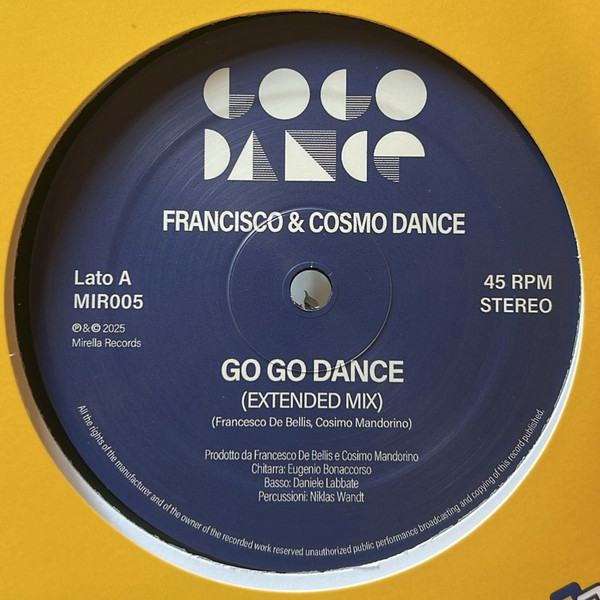 GOGO
DANCE
FRANCISCO & COSMO DANCE
Lato A
MIR005
℗&© 2025
Mirella Records
45 RPM
STEREO
GO GO DANCE
(EXTENDED MIX)
(Francesco De Bellis, Cosimo Mandorino)
Prodotto da Francesco De Bellis e Cosimo Mandorino
Chitarra: Eugenio Bonaccorso
Basso: Daniele Labbate
Percussioni: Niklas Wandt
All the rights of the manufacturer and of the owner of the recorded work reserved unauthorized public performance broadcasting and copying of this record published.